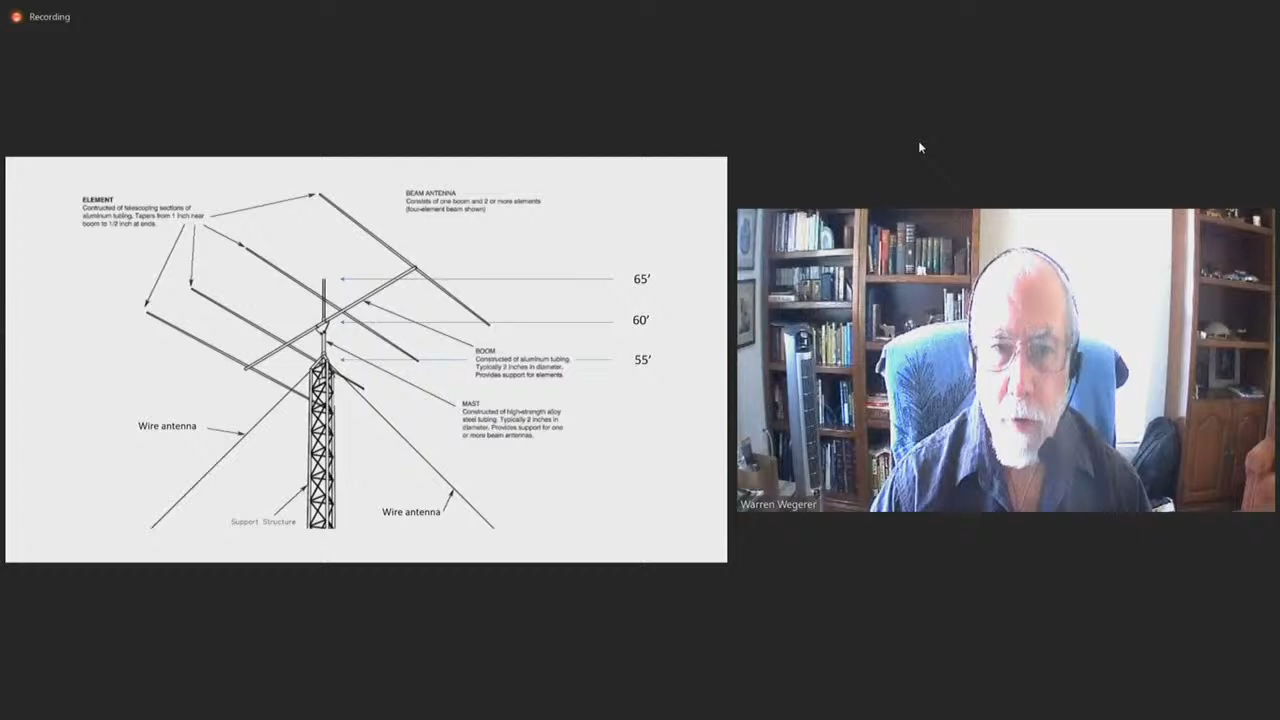 Recording
ELEMENT
Contructed of telescoping sections of
aluminum tubing. Tapers from 1 inch near
boom to 1/2 inch at ends.
BEAM ANTENNA
Consists of one boom and 2 or more elements
(four-element beam shown)
65'
60'
55'
BOOM
Constructed of aluminum tubing.
Typically 2 inches in diameter.
Provides support for elements.
MAST
Constructed of high-strength alloy
steel tubing. Typically 2 inches in
diameter. Provides support for one
or more beam antennas.
Wire antenna
Wire antenna
Support Structure
Warren Wegerer